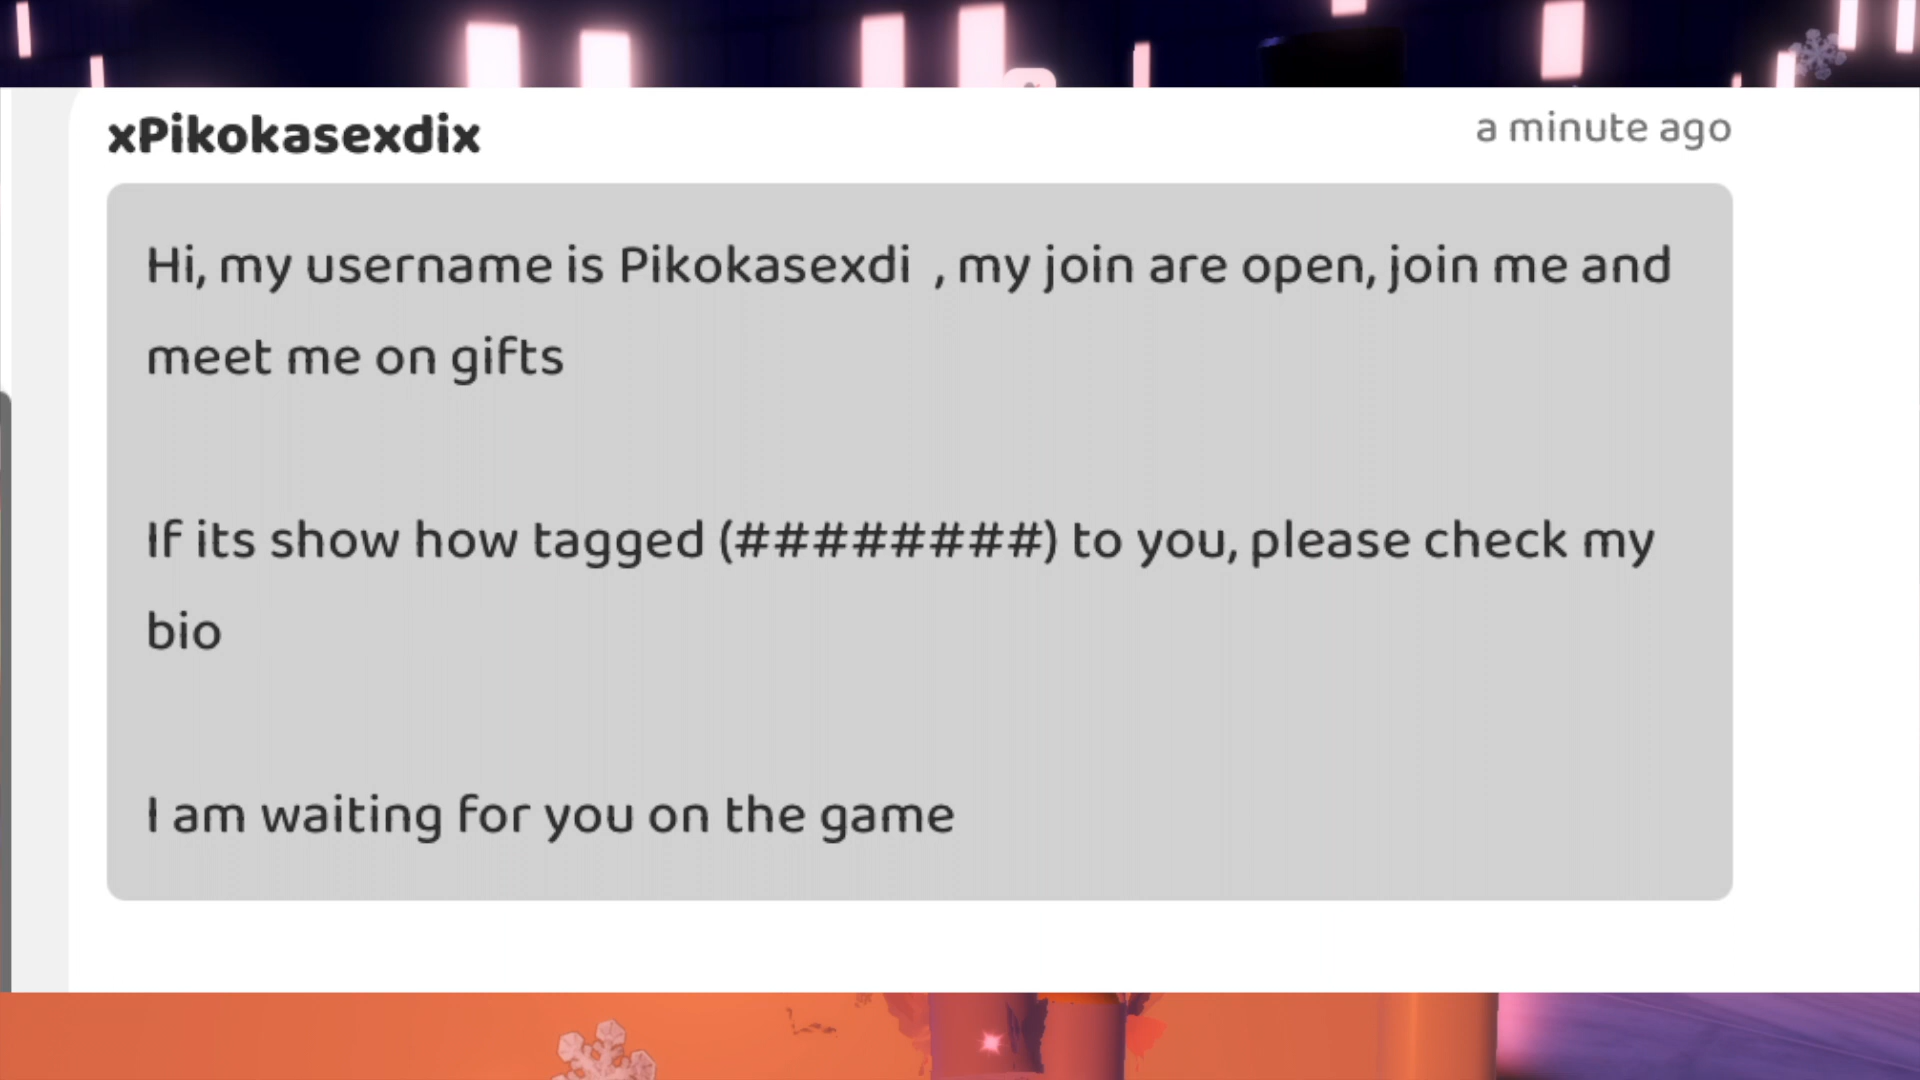 xPikokasexdix
a minute ago
Hi, my username is Pikokasexdi , my join are open, join me and
meet me on gifts
If its show how tagged (########) to you, please check my
bio
I am waiting for you on the game